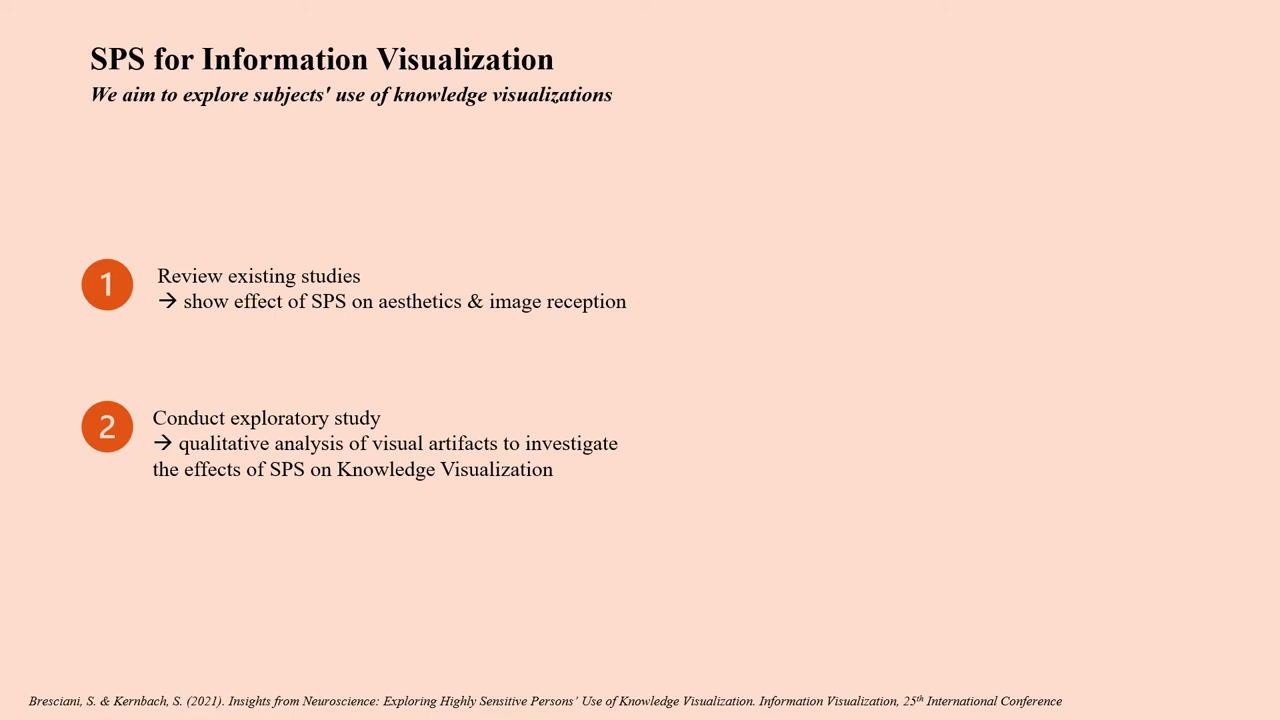 SPS for Information Visualization
We aim to explore subjects' use of knowledge visualizations
1
Review existing studies
→ show effect of SPS on aesthetics & image reception
2
Conduct exploratory study
→ qualitative analysis of visual artifacts to investigate
the effects of SPS on Knowledge Visualization
Bresciani, S. & Kernbach, S. (2021). Insights from Neuroscience: Exploring Highly Sensitive Persons’ Use of Knowledge Visualization. Information Visualization, 25th International Conference